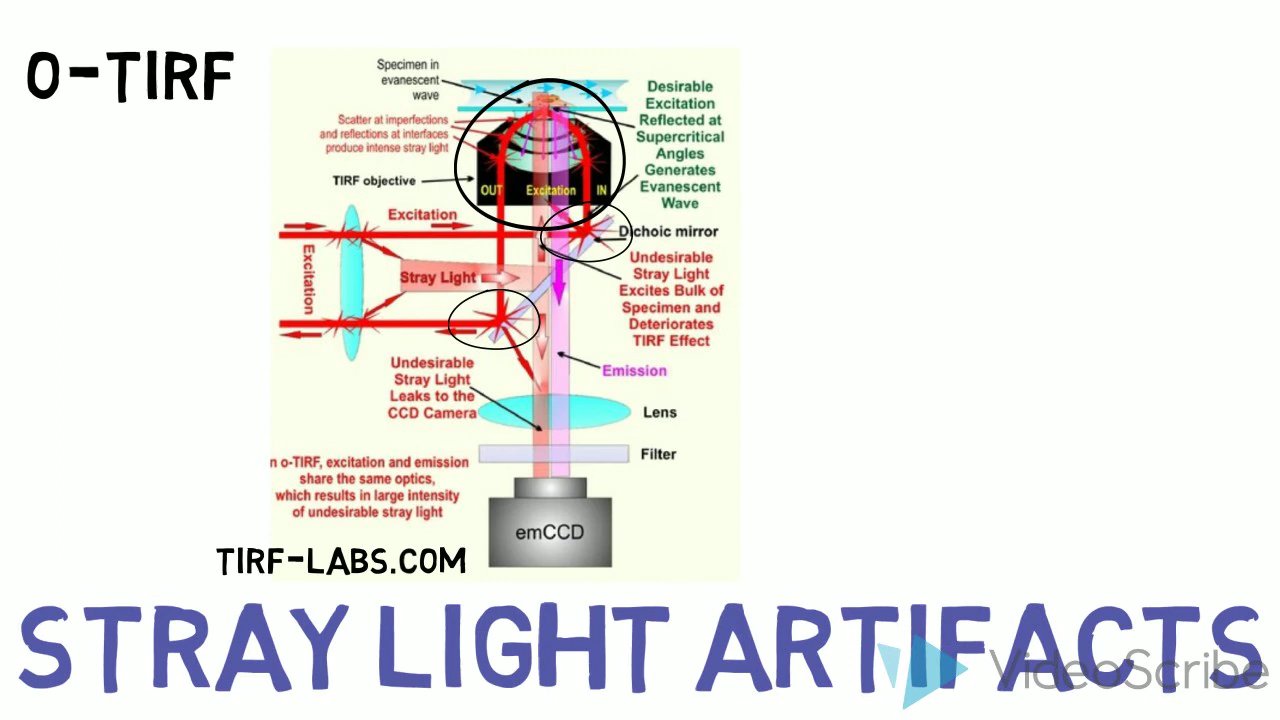 O-TIRF
Specimen in
evanescent
wave
Scatter at imperfections
and reflections at interfaces
produce intense stray light
TIRF objective
OUT
Excitation
IN
Desirable
Excitation
Reflected at
Supercritical
Angles
Generates
Evanescent
Wave
Excitation
Excitation
Dichoic mirror
Stray Light
Undesirable
Stray Light
Excites Bulk of
Specimen and
Deteriorates
TIRF Effect
Undesirable
Stray Light
Leaks to the
CCD Camera
Emission
Lens
Filter
n o-TIRF, excitation and emission
share the same optics,
which results in large intensity
of undesirable stray light
emCCD
TIRF-LABS.COM
STRAY LIGHT ARTIFACTS
VideoScribe